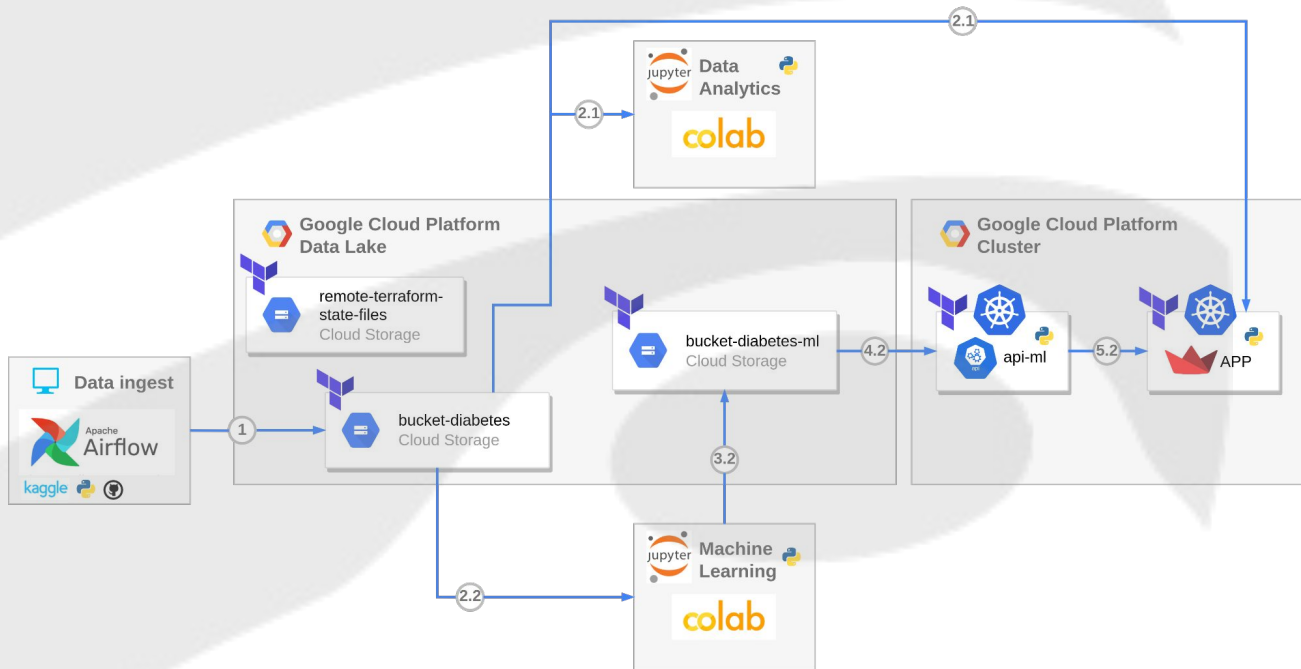 2.1
jupyter
Data
Analytics
2.1
colab
Google Cloud Platform
Data Lake
Google Cloud Platform
Cluster
remote-terraform-
state-files
Cloud Storage
bucket-diabetes-ml
Cloud Storage
4.2
api
api-ml
5.2
APP
Data ingest
Apache
Airflow
kaggle
1
bucket-diabetes
Cloud Storage
3.2
jupyter
Machine
Learning
2.2
colab